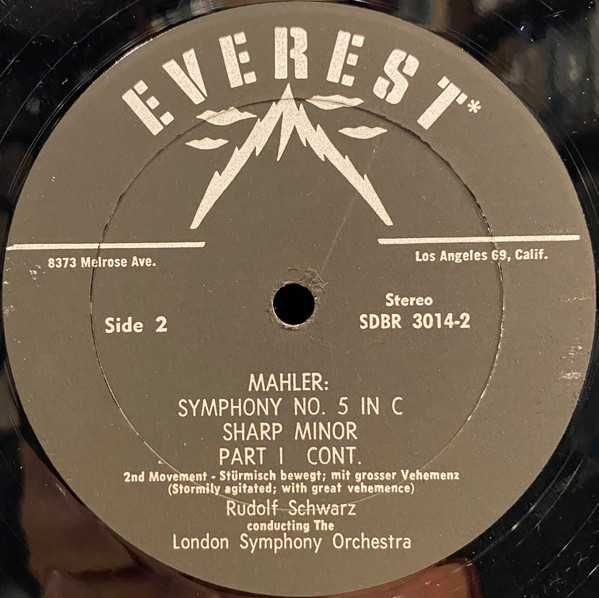 EVEREST*
8373 Melrose Ave.
Los Angeles 69, Calif.
Side 2
Stereo
SDBR 3014-2
MAHLER:
SYMPHONY NO. 5 IN C
SHARP MINOR
PART I CONT.
2nd Movement - Stürmisch bewegt; mit grosser Vehemenz
(Stormily agitated; with great vehemence)
Rudolf Schwarz
conducting The
London Symphony Orchestra